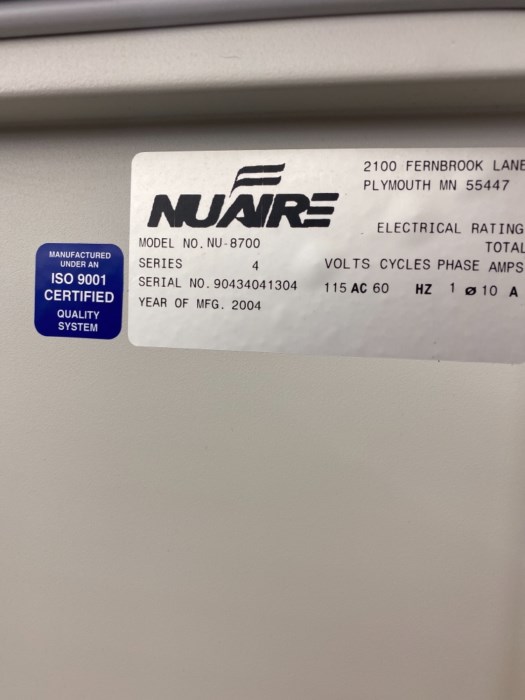 2100 FERNBROOK LANE
PLYMOUTH MN 55447
NUAIRE
ELECTRICAL RATING
MODEL NO. NU-8700
TOTAL
SERIES 4
VOLTS CYCLES PHASE AMPS
SERIAL NO. 90434041304
115 AC 60 HZ 1 ø 10 A
YEAR OF MFG. 2004
MANUFACTURED
UNDER AN
ISO 9001
CERTIFIED
QUALITY
SYSTEM